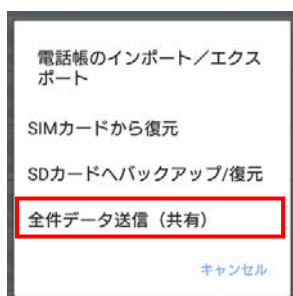 電話帳のインポート／エクス
ポート
SIMカードから復元
SDカードへバックアップ/復元
全件データ送信（共有）
キャンセル